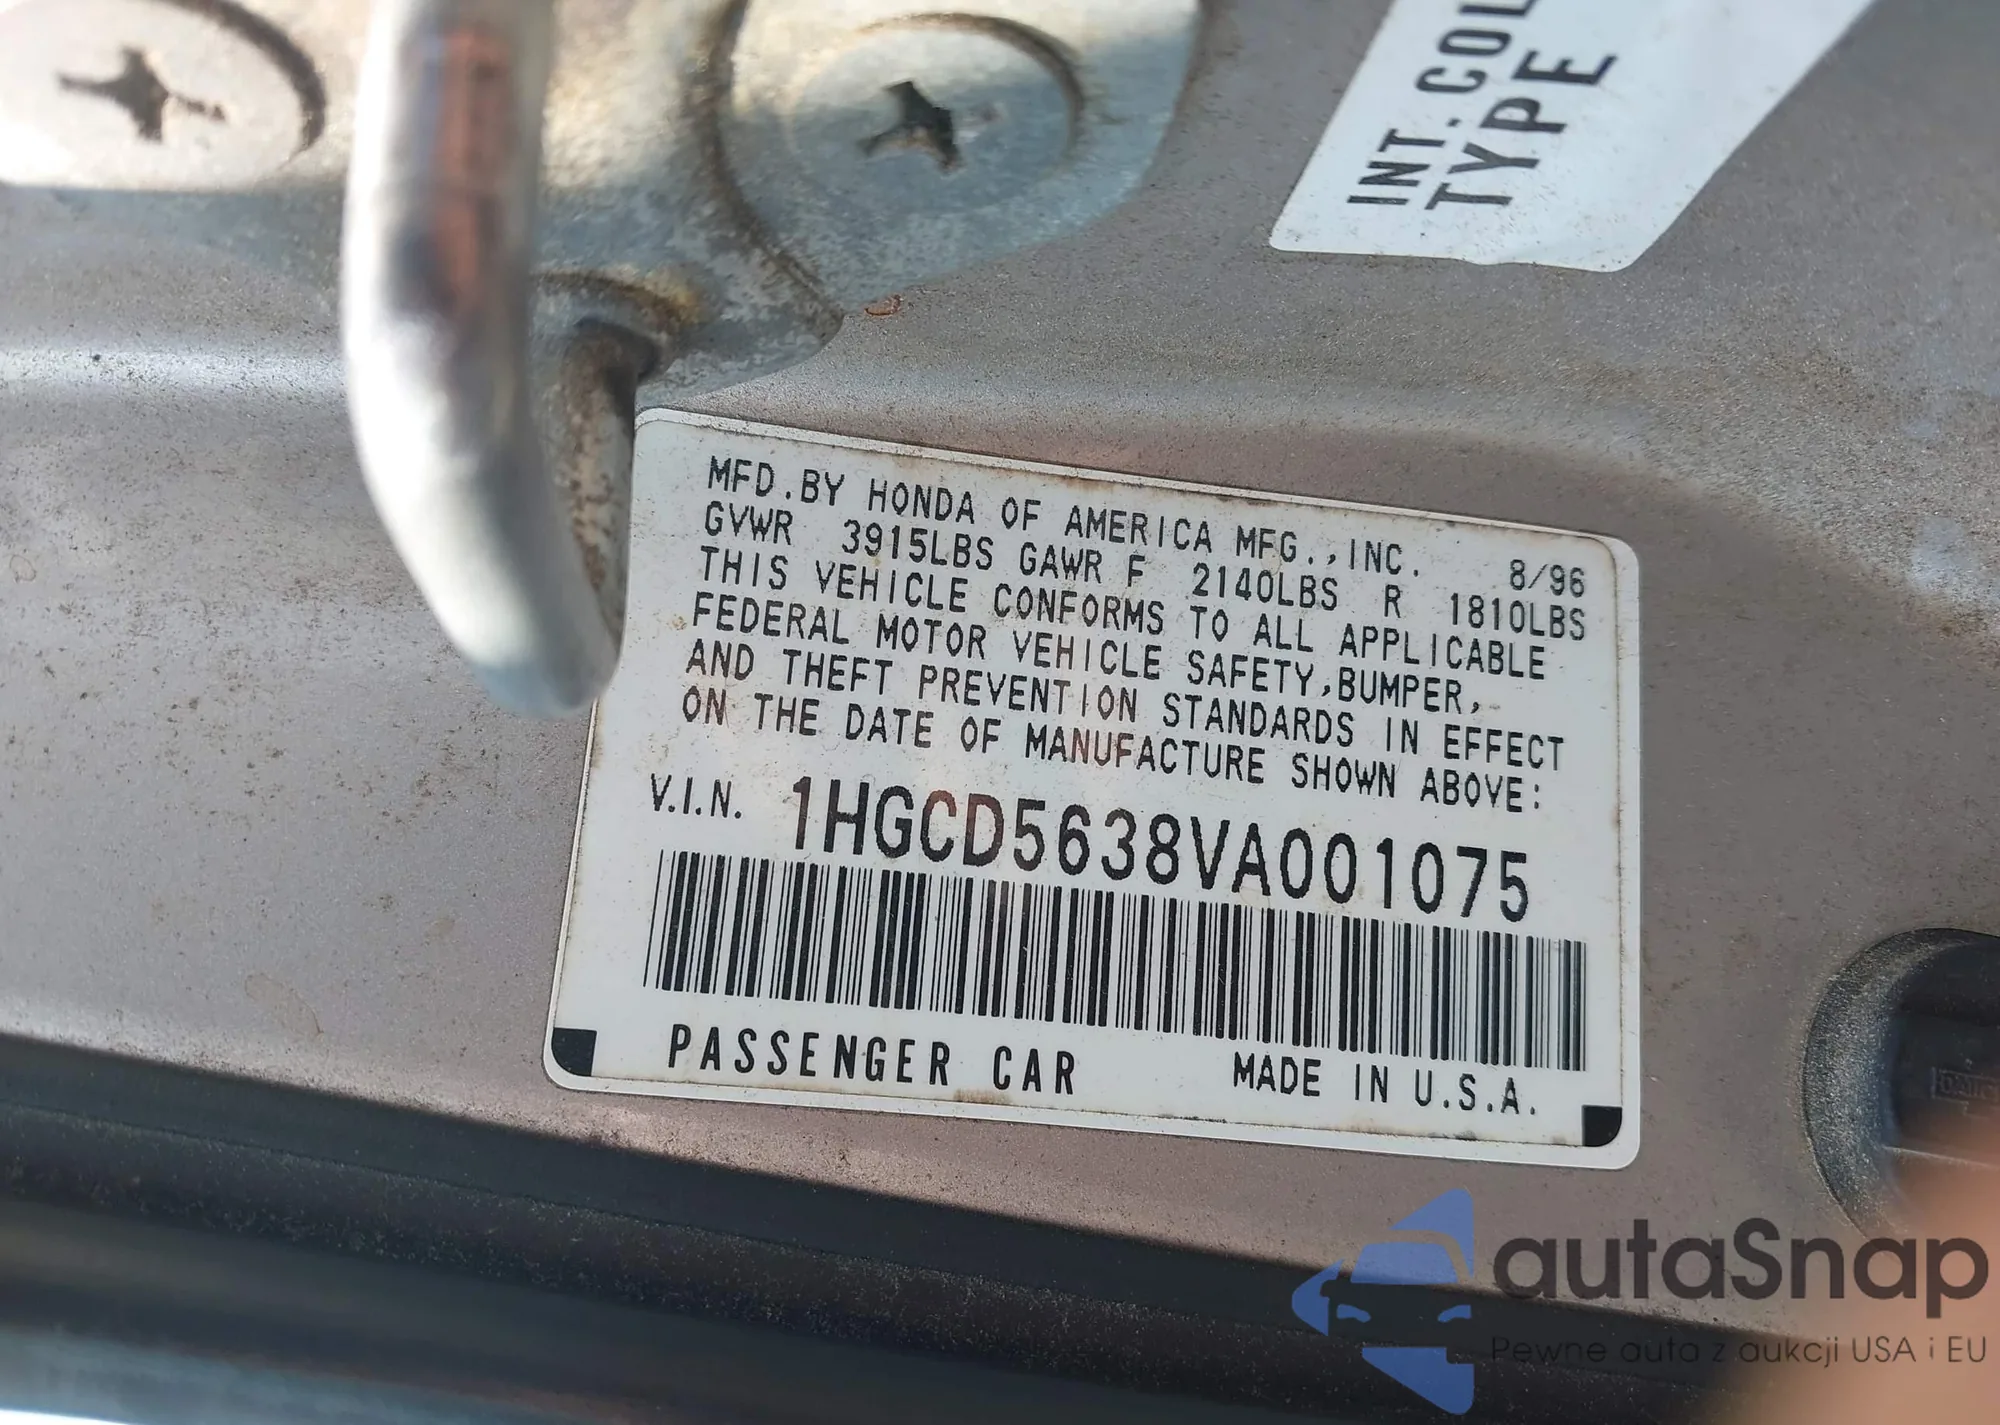 INT.COL
TYPE
MFD.BY HONDA OF AMERICA MFG.,INC. 8/96
GVWR 3915LBS GAWR F 2140LBS R 1810LBS
THIS VEHICLE CONFORMS TO ALL APPLICABLE
FEDERAL MOTOR VEHICLE SAFETY,BUMPER,
AND THEFT PREVENTION STANDARDS IN EFFECT
ON THE DATE OF MANUFACTURE SHOWN ABOVE:
V.I.N. 1HGCD5638VA001075
PASSENGER CAR MADE IN U.S.A.
autaSnap
Pewne auta z aukcji USA i EU